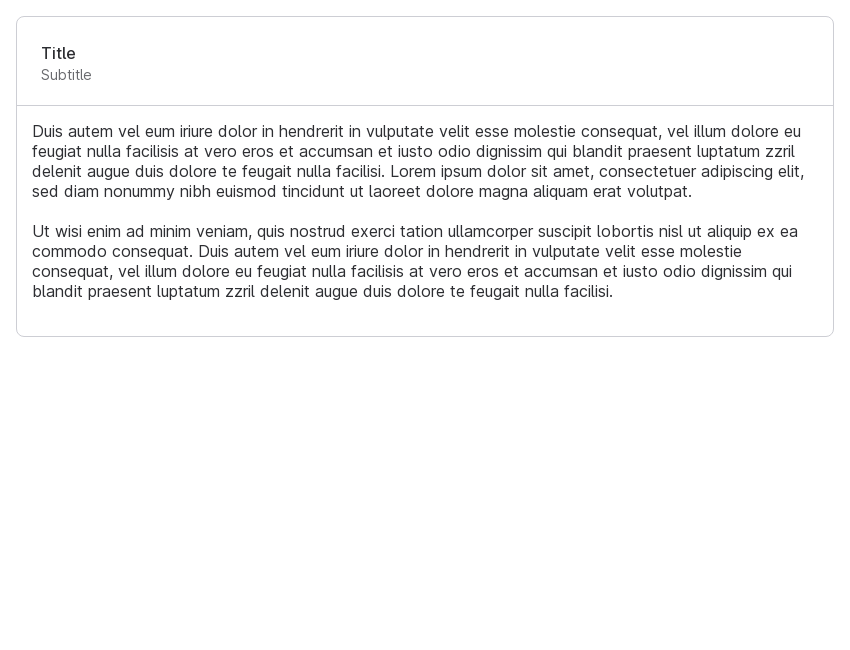 Title
Subtitle
Duis autem vel eum iriure dolor in hendrerit in vulputate velit esse molestie consequat, vel illum dolore eu
feugiat nulla facilisis at vero eros et accumsan et iusto odio dignissim qui blandit praesent luptatum zzril
delenit augue duis dolore te feugait nulla facilisi. Lorem ipsum dolor sit amet, consectetuer adipiscing elit,
sed diam nonummy nibh euismod tincidunt ut laoreet dolore magna aliquam erat volutpat.
Ut wisi enim ad minim veniam, quis nostrud exerci tation ullamcorper suscipit lobortis nisl ut aliquip ex ea
commodo consequat. Duis autem vel eum iriure dolor in hendrerit in vulputate velit esse molestie
consequat, vel illum dolore eu feugiat nulla facilisis at vero eros et accumsan et iusto odio dignissim qui
blandit praesent luptatum zzril delenit augue duis dolore te feugait nulla facilisi.